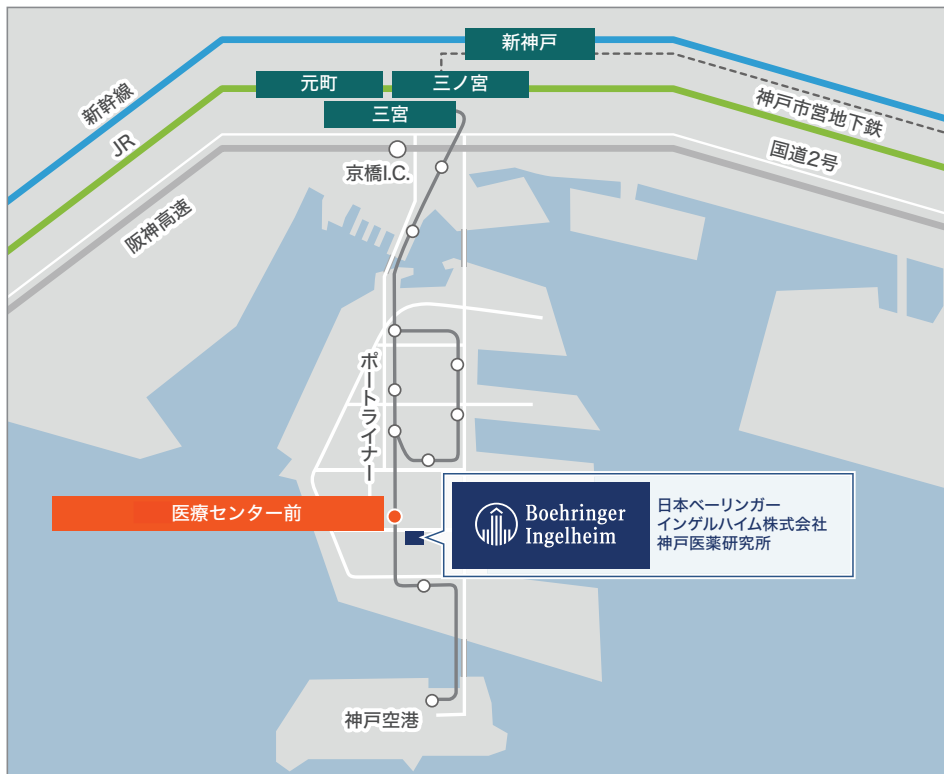 新神戸
元町
三ノ宮
三宮
新幹線
JR
神戸市営地下鉄
国道2号
京橋I.C.
阪神高速
ポートライナー
医療センター前
Boehringer
Ingelheim
日本ベーリンガー
インゲルハイム株式会社
神戸医薬研究所
神戸空港